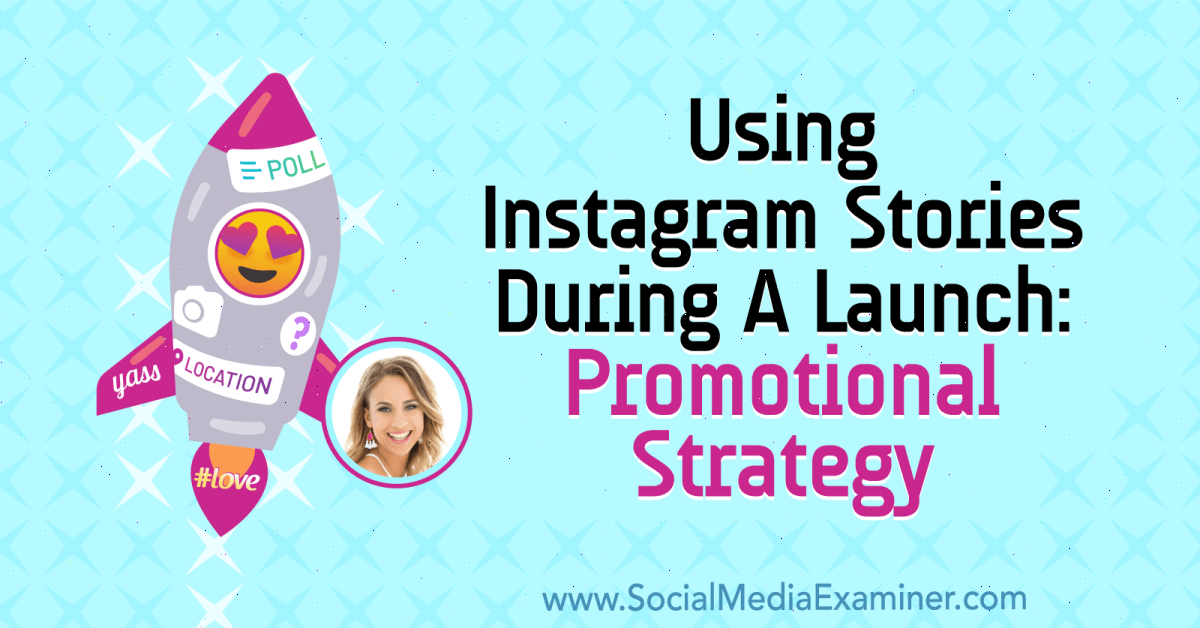 POLL
?
yass
LOCATION
#love
Using
Instagram Stories
During A Launch:
Promotional
Strategy
www.SocialMediaExaminer.com